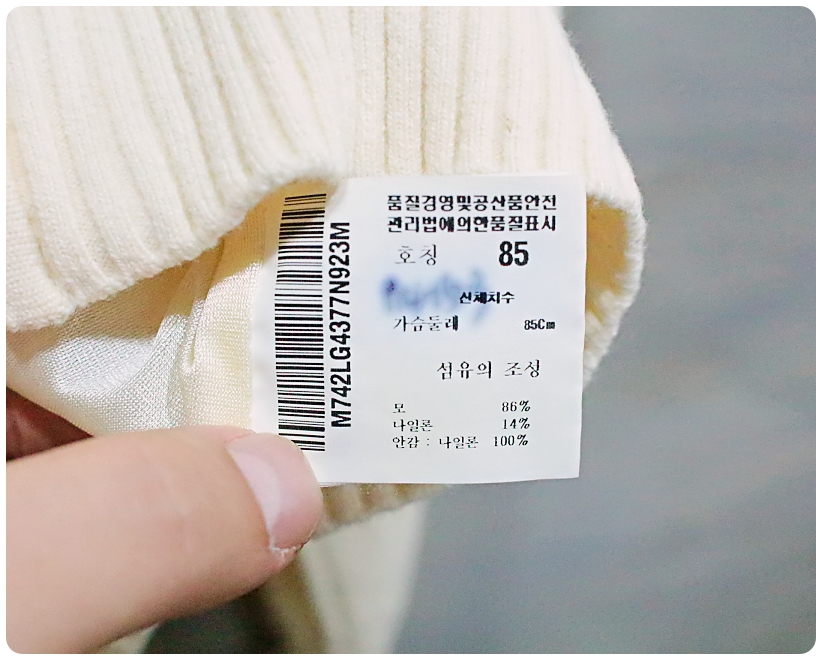 품질경영및공산품안전
관리법에의한품질표시
호칭 85
신체치수
가슴둘레 85Cm
섬유의 조성
모 86%
나일론 14%
안감 : 나일론 100%
M742LG4377N923M